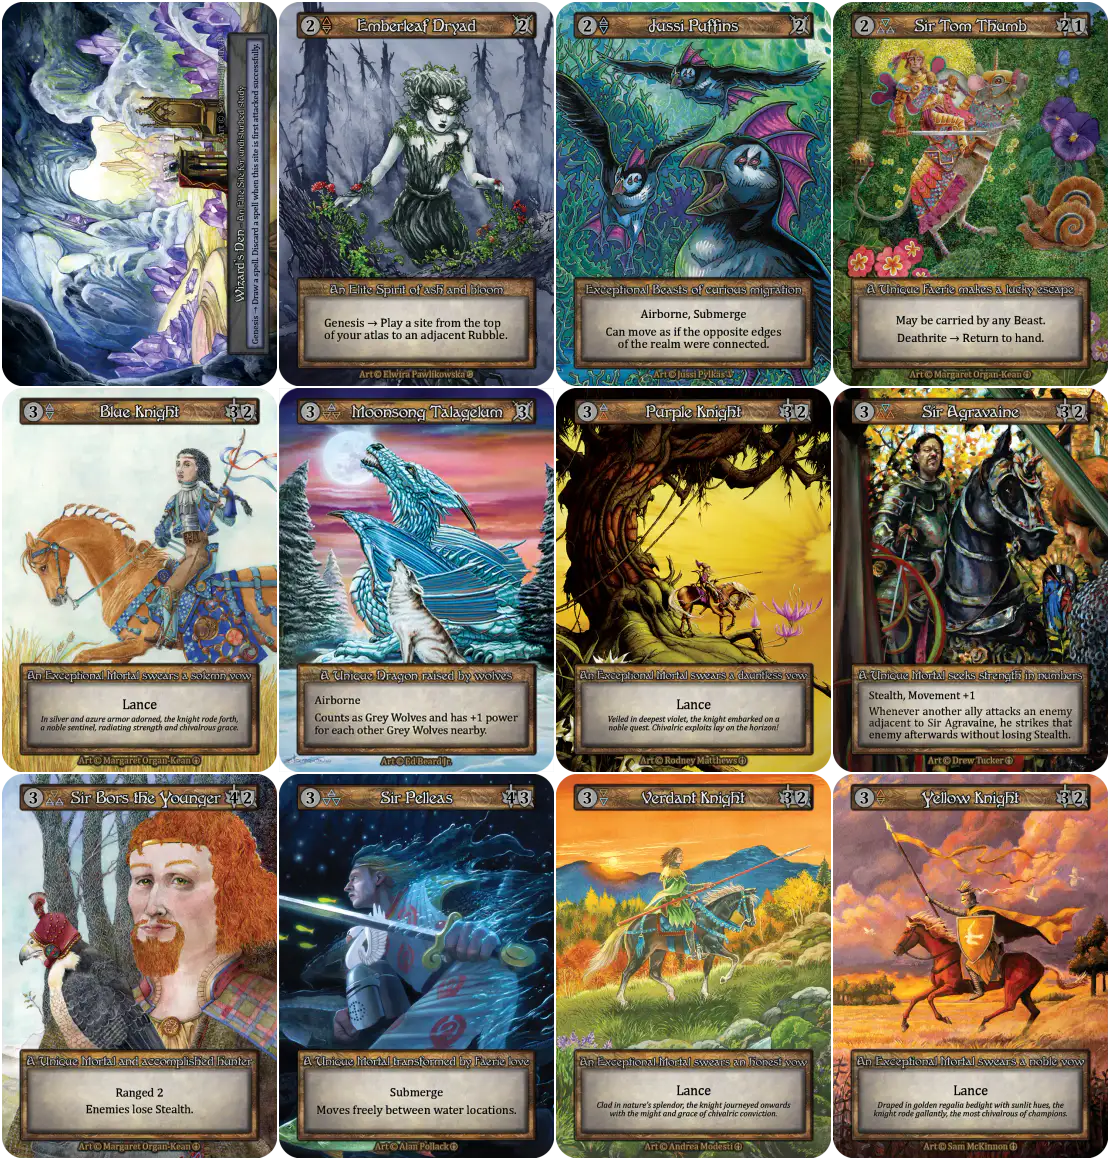 Wizard's Den – An Elite Site for undisturbed study
Genesis → Draw a spell. Discard a spell when this site is first attacked successfully.
2 Emberleaf Dryad 2
An Elite Spirit of ash and bloom
Genesis → Play a site from the top
of your atlas to an adjacent Rubble.
Art © Elwira Pawlikowska
2 Jussi Puffins 2
Exceptional Beasts of curious migration
Airborne, Submerge
Can move as if the opposite edges
of the realm were connected.
Art © Jussi Pylkäs
2 Sir Tom Thumb 2 1
A Unique Faerie makes a lucky escape
May be carried by any Beast.
Deathrite → Return to hand.
Art © Margaret Organ-Kean
3 Blue Knight 3 2
An Exceptional Mortal swears a solemn vow
Lance
In silver and azure armor adorned, the knight rode forth,
a noble sentinel, radiating strength and chivalrous grace.
Art © Margaret Organ-Kean
3 Moonsong Talagelum 3
A Unique Dragon raised by wolves
Airborne
Counts as Grey Wolves and has +1 power
for each other Grey Wolves nearby.
Art © Ed Beard Jr.
3 Purple Knight 3 2
An Exceptional Mortal swears a dauntless vow
Lance
Veiled in deepest violet, the knight embarked on a
noble quest. Chivalric exploits lay on the horizon!
Art © Rodney Matthews
3 Sir Agravaine 3 2
A Unique Mortal seeks strength in numbers
Stealth, Movement +1
Whenever another ally attacks an enemy
adjacent to Sir Agravaine, he strikes that
enemy afterwards without losing Stealth.
Art © Drew Tucker
3 Sir Bors the Younger 4 2
A Unique Mortal and accomplished hunter
Ranged 2
Enemies lose Stealth.
Art © Margaret Organ-Kean
3 Sir Pelleas 4 3
A Unique Mortal transformed by Faerie love
Submerge
Moves freely between water locations.
Art © Alan Pollack
3 Verdant Knight 3 2
An Exceptional Mortal swears an honest vow
Lance
Clad in nature's splendor, the knight journeyed onwards
with the might and grace of chivalric conviction.
Art © Andrea Modesti
3 Yellow Knight 3 2
An Exceptional Mortal swears a noble vow
Lance
Draped in golden regalia bedight with sunlit hues, the
knight rode gallantly, the most chivalrous of champions.
Art © Sam McKinnon